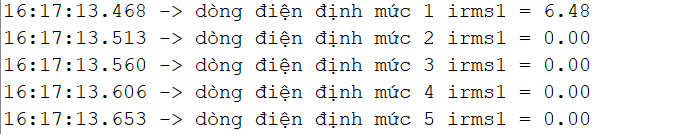 16:17:13.468 -> dòng điện định mức 1 irms1 = 6.48
16:17:13.513 -> dòng điện định mức 2 irms1 = 0.00
16:17:13.560 -> dòng điện định mức 3 irms1 = 0.00
16:17:13.606 -> dòng điện định mức 4 irms1 = 0.00
16:17:13.653 -> dòng điện định mức 5 irms1 = 0.00